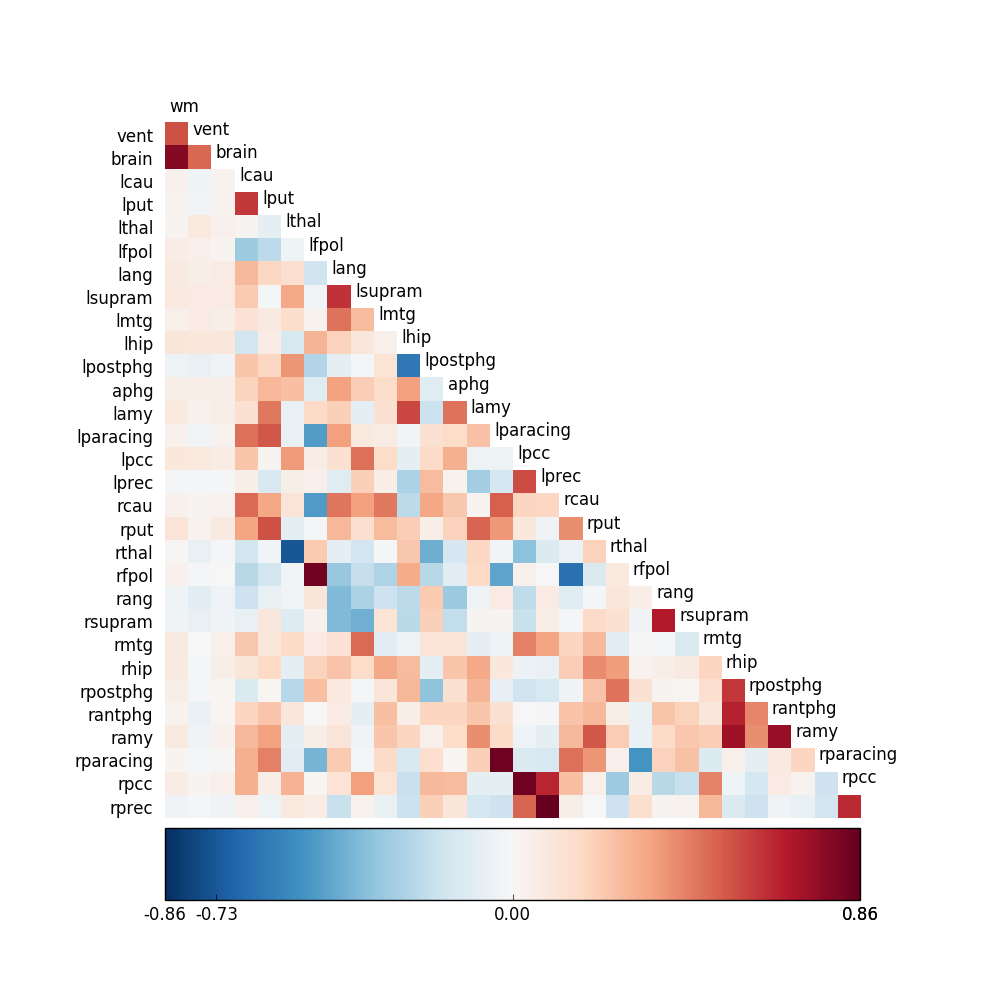 wm
vent vent
brain brain
lcau lcau
lput lput
lthal lthal
lfpol lfpol
lang lang
lsupram lsupram
lmtg lmtg
lhip lhip
lpostphg lpostphg
aphg aphg
lamy lamy
lparacing lparacing
lpcc lpcc
lprec lprec
rcau rcau
rput rput
rthal rthal
rfpol rfpol
rang rang
rsupram rsupram
rmtg rmtg
rhip rhip
rpostphg rpostphg
rantphg rantphg
ramy ramy
rparacing rparacing
rpcc rpcc
rprec
-0.86 -0.73 0.00 0.86